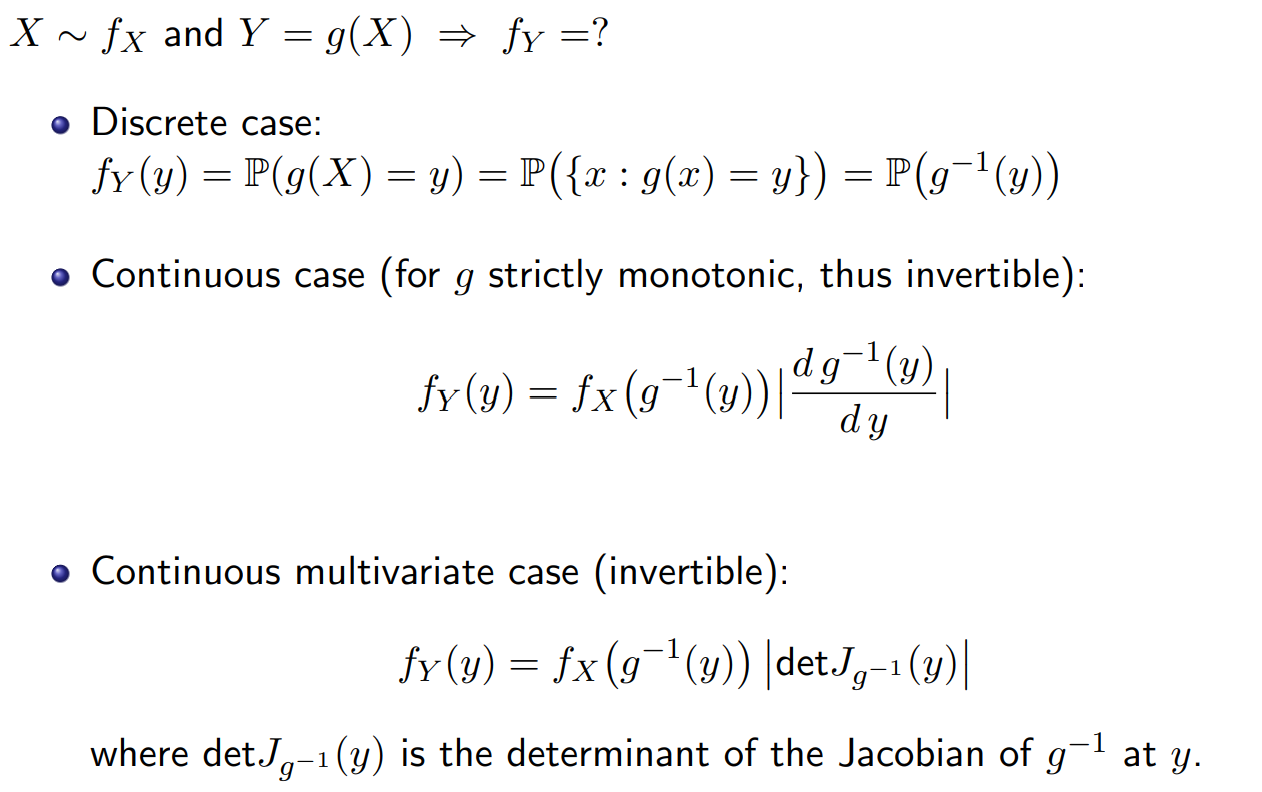 X ∼ f_X and Y = g(X) ⇒ f_Y =?
• Discrete case:
f_Y(y) = ℙ(g(X) = y) = ℙ({x : g(x) = y}) = ℙ(g⁻¹(y))
• Continuous case (for g strictly monotonic, thus invertible):
f_Y(y) = f_X(g⁻¹(y))|d g⁻¹(y) / d y|
• Continuous multivariate case (invertible):
f_Y(y) = f_X(g⁻¹(y)) |detJ_{g⁻¹}(y)|
where detJ_{g⁻¹}(y) is the determinant of the Jacobian of g⁻¹ at y.